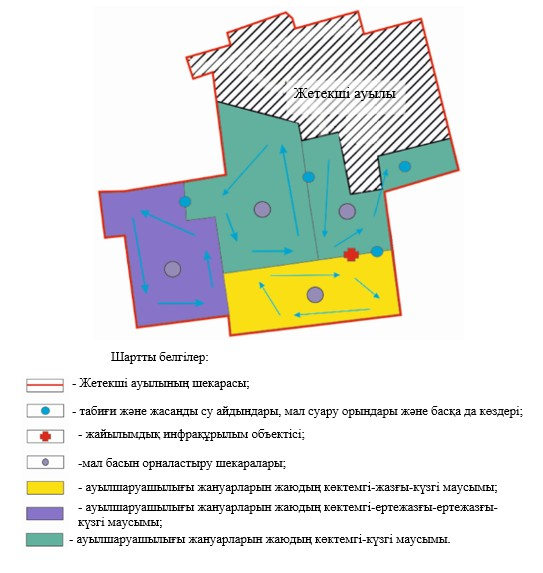 Жетекші ауылы
Шартты белгілер:
- Жетекші ауылының шекарасы;
- табиғи және жасанды су айдындары, мал суару орындары және басқа да көздері;
- жайылымдық инфрақұрылым объектісі;
-мал басын орналастыру шекаралары;
- ауылшаруашылығы жануарларын жаюдың көктемгі-жазғы-күзгі маусымы;
- ауылшаруашылығы жануарларын жаюдың көктемгі-ертежазғы-ертежазғы-
күзгі маусымы;
- ауылшаруашылығы жануарларын жаюдың көктемгі-күзгі маусымы.